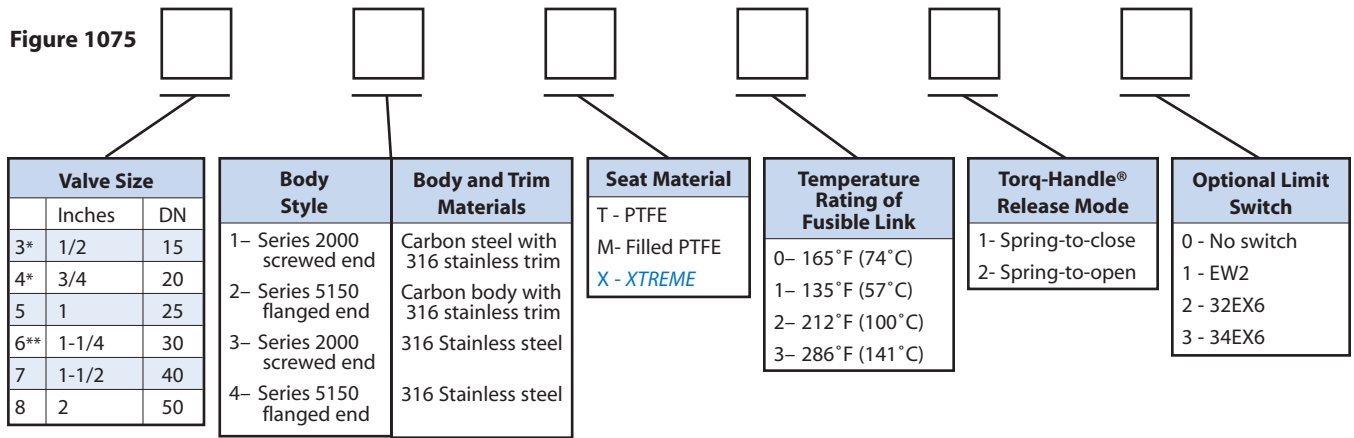 Figure 1075
Valve Size
Inches DN
3* 1/2 15
4* 3/4 20
5 1 25
6** 1-1/4 30
7 1-1/2 40
8 2 50
Body
Style
1– Series 2000
screwed end
2– Series 5150
flanged end
3– Series 2000
screwed end
4– Series 5150
flanged end
Body and Trim
Materials
Carbon steel with
316 stainless trim
Carbon body with
316 stainless trim
316 Stainless steel
316 Stainless steel
Seat Material
T - PTFE
M- Filled PTFE
X - XTREME
Temperature
Rating of
Fusible Link
0– 165˚F (74˚C)
1– 135˚F (57˚C)
2– 212˚F (100˚C)
3– 286˚F (141˚C)
Torq-Handle®
Release Mode
1- Spring-to-close
2- Spring-to-open
Optional Limit
Switch
0 - No switch
1 - EW2
2 - 32EX6
3 - 34EX6